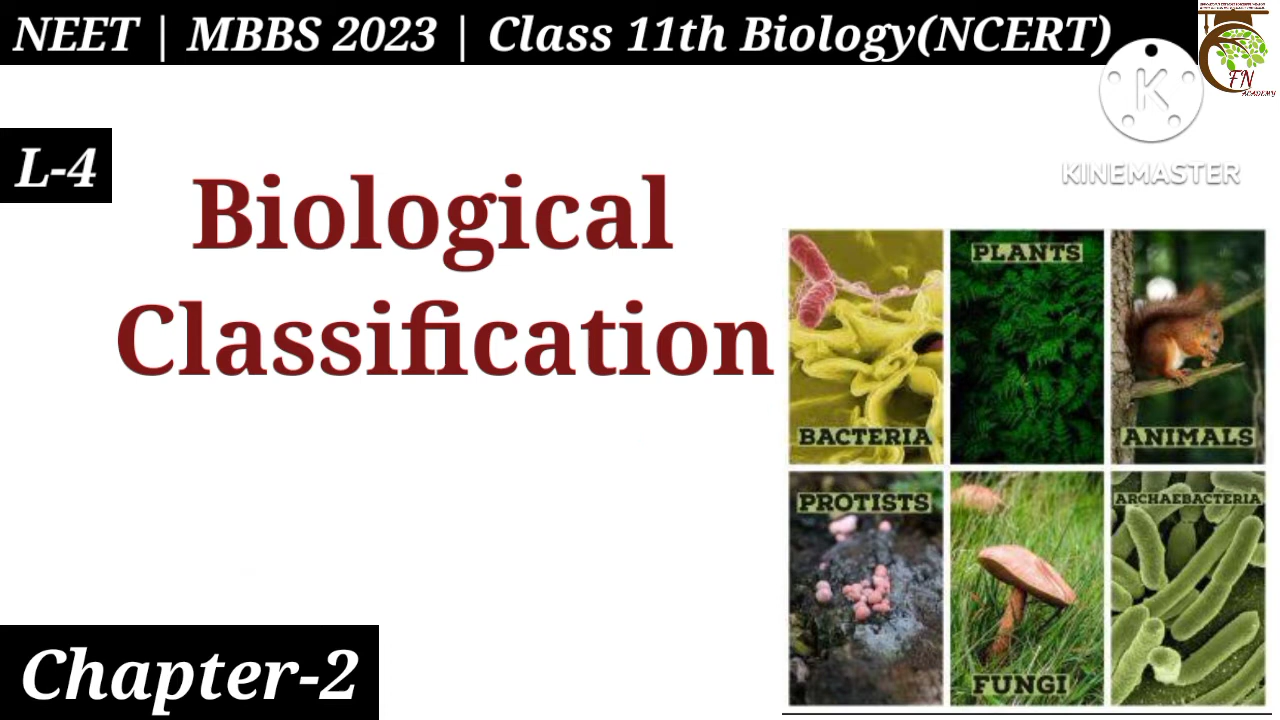 NEET | MBBS 2023 | Class 11th Biology(NCERT)
FN
ACADEMY
K
KINEMASTER
L-4
Biological
Classification
PLANTS
BACTERIA
ANIMALS
PROTISTS
ARCHAEBACTERIA
FUNGI
Chapter-2